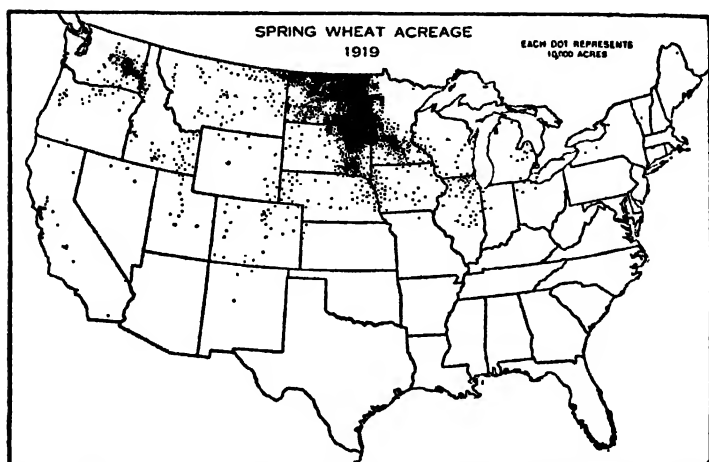 SPRING WHEAT ACREAGE
1919
EACH DOT REPRESENTS
10,000 ACRES